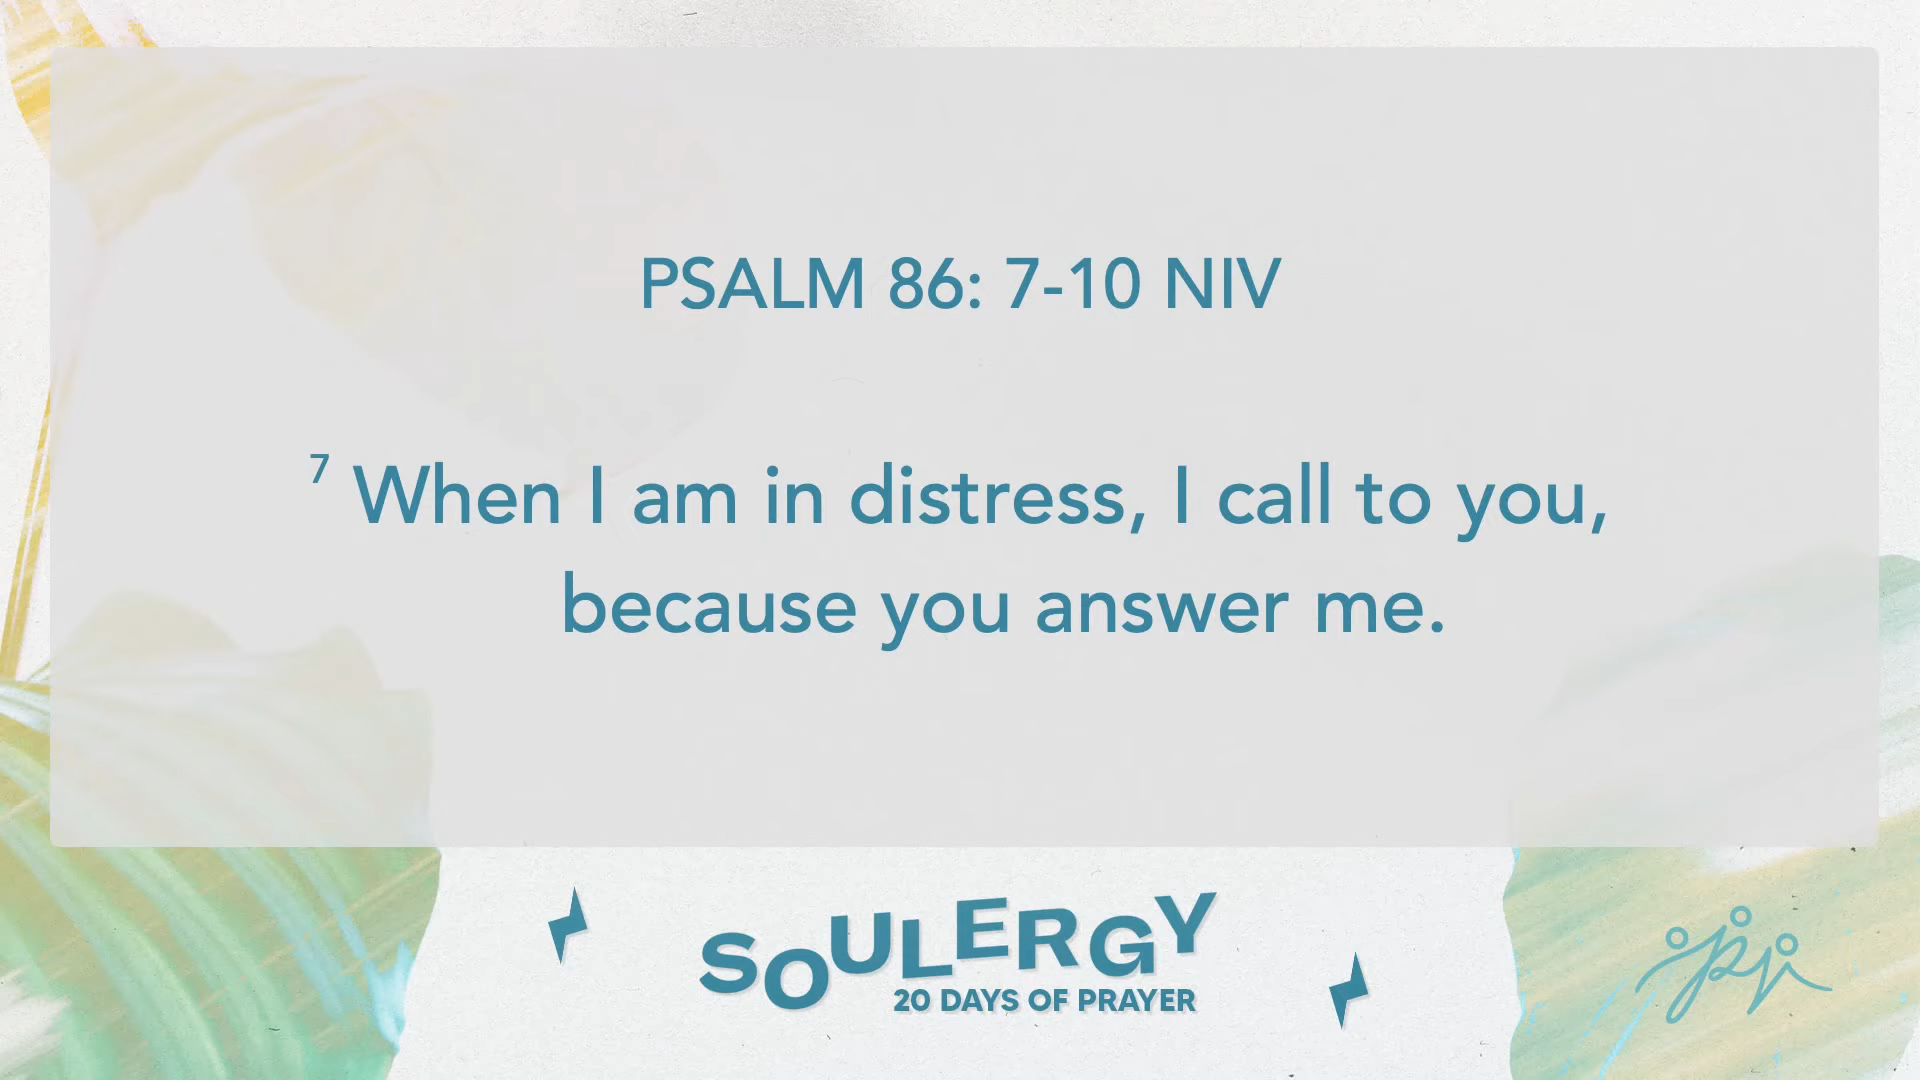 PSALM 86: 7-10 NIV
7 When I am in distress, I call to you,
because you answer me.
SOULERGY
20 DAYS OF PRAYER